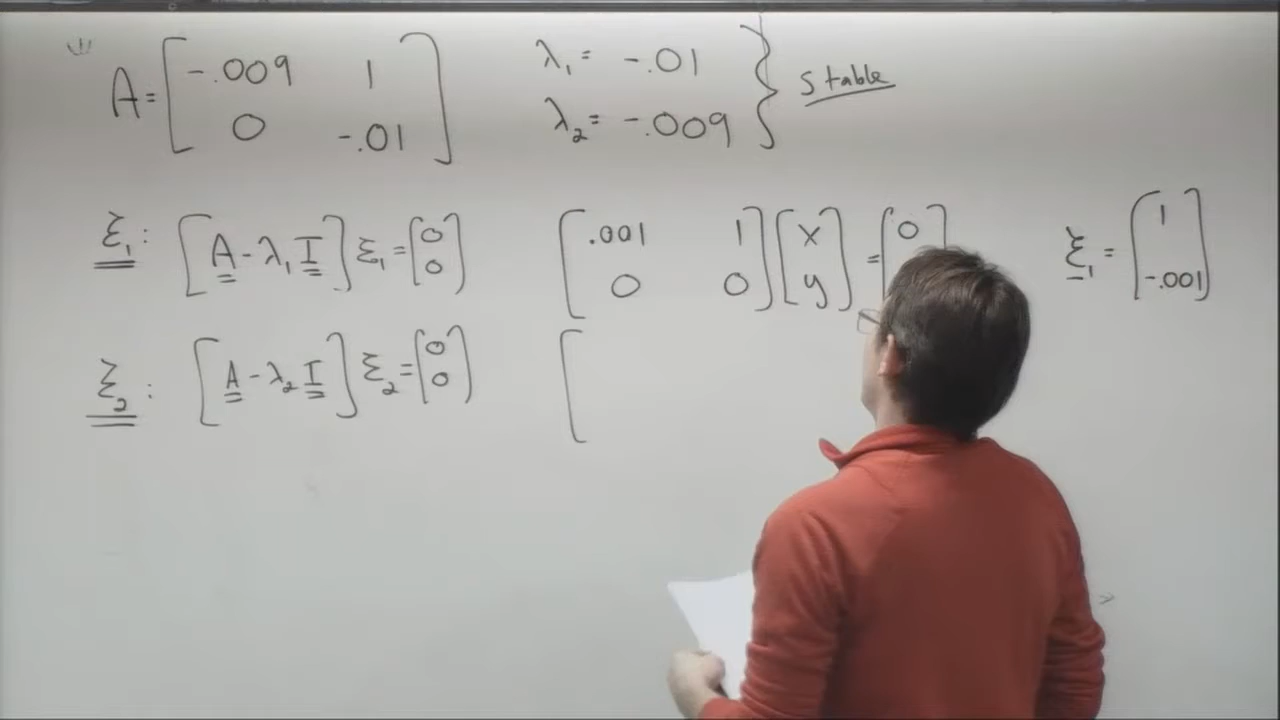 A = [ -.009 1 ; 0 -.01 ] λ₁ = -.01 λ₂ = -.009 } stable
ξ₁: [A - λ₁ I] ξ₁ = [0 ; 0] [ .001 1 ; 0 0 ] [x ; y] = [0 ξ₁ = [1 ; -.001]
ξ₂: [A - λ₂ I] ξ₂ = [0 ; 0] [